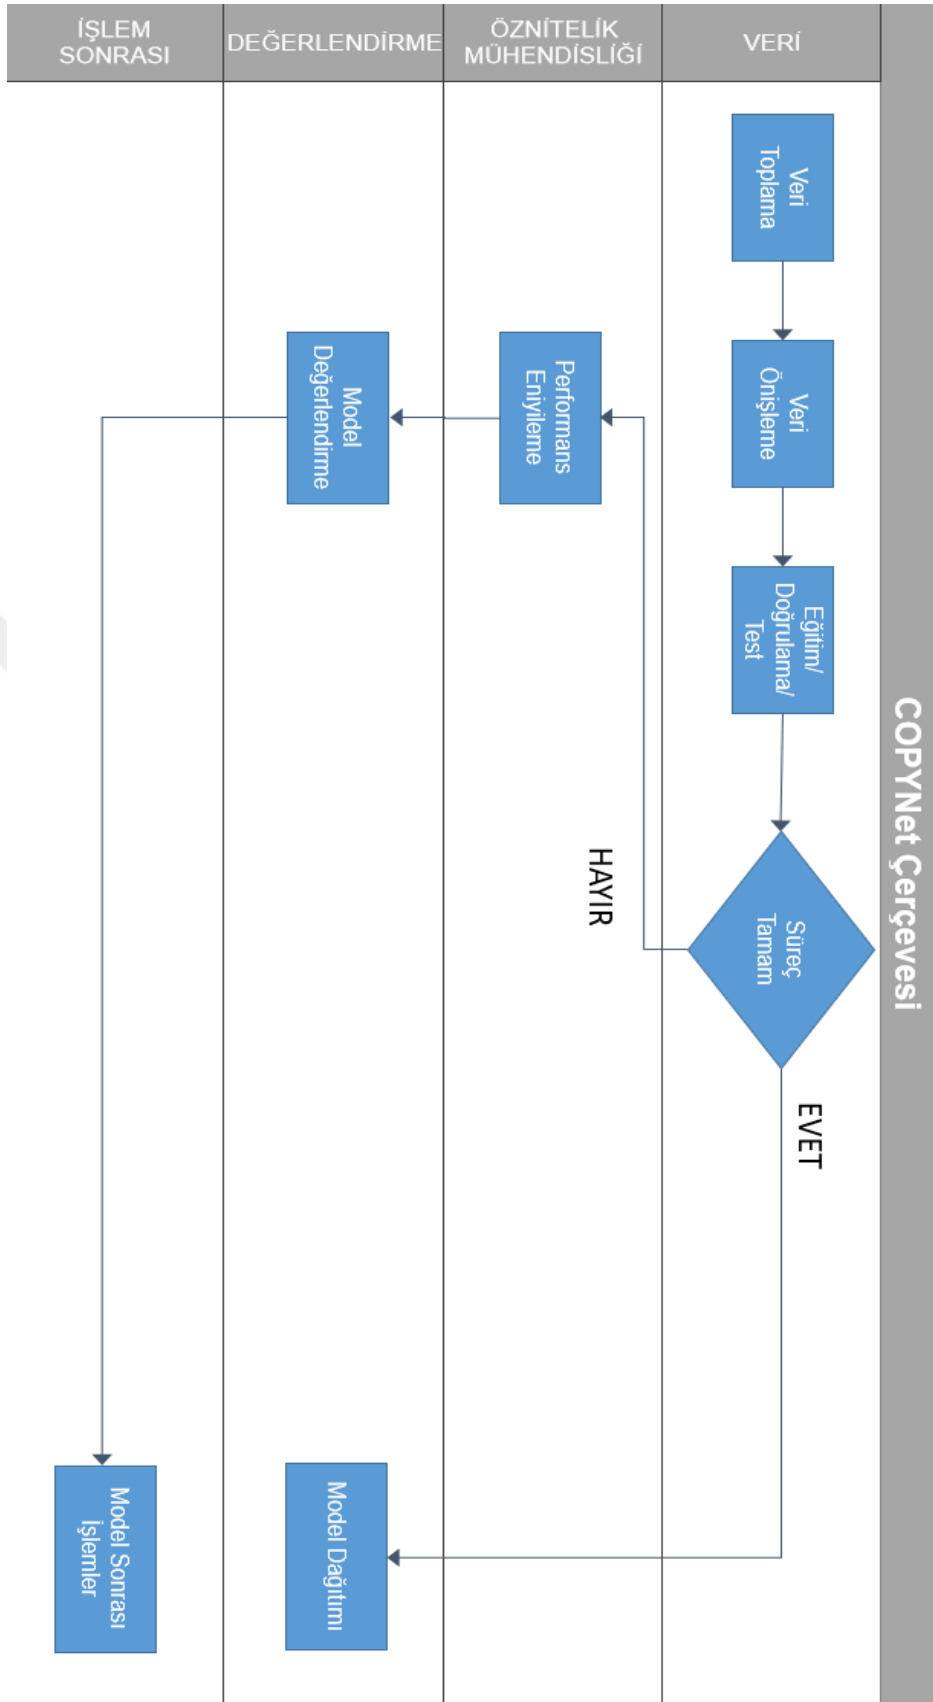 COPYNet Çerçevesi
VERİ
Veri
Toplama
Veri
Önişleme
Eğitim/
Doğrulama/
Test
Süreç
Tamam
EVET
HAYIR
ÖZNİTELİK
MÜHENDİSLİĞİ
Performans
Eniyileme
DEĞERLENDİRME
Model
Değerlendirme
Model Dağıtımı
İŞLEM
SONRASI
Model Sonrası
İşlemler